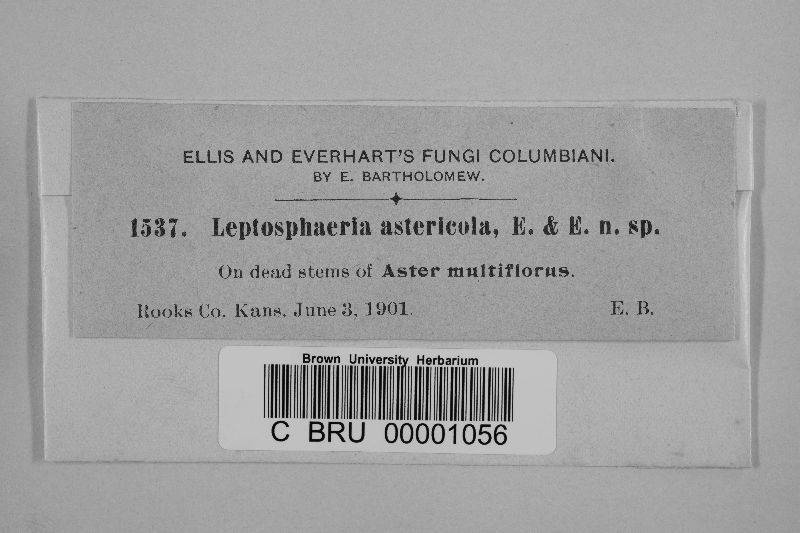 ELLIS AND EVERHART'S FUNGI COLUMBIANI.
BY E. BARTHOLOMEW.
1537. Leptosphaeria astericola, E. & E. n. sp.
On dead stems of Aster multiflorus.
Rooks Co. Kans. June 3, 1901. E. B.
Brown University Herbarium
C BRU 00001056